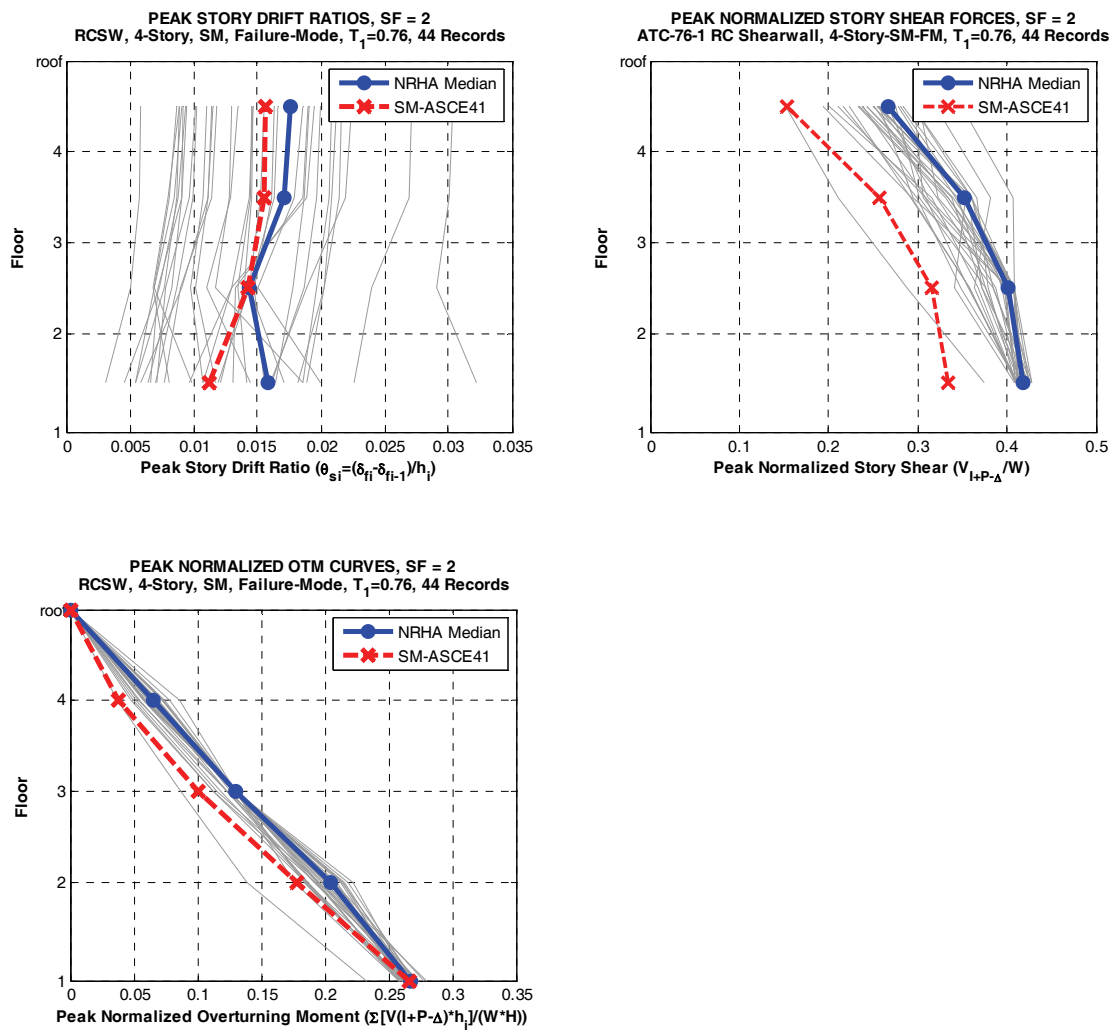 PEAK STORY DRIFT RATIOS, SF = 2
RCSW, 4-Story, SM, Failure-Mode, T1=0.76, 44 Records
roof
4
3
2
1
Floor
NRHA Median
SM-ASCE41
0 0.005 0.01 0.015 0.02 0.025 0.03 0.035
Peak Story Drift Ratio (θsi=(δfi-δfi-1)/hi)
PEAK NORMALIZED STORY SHEAR FORCES, SF = 2
ATC-76-1 RC Shearwall, 4-Story-SM-FM, T1=0.76, 44 Records
roof
4
3
2
1
Floor
NRHA Median
SM-ASCE41
0 0.1 0.2 0.3 0.4 0.5
Peak Normalized Story Shear (VI+P-Δ/W)
PEAK NORMALIZED OTM CURVES, SF = 2
RCSW, 4-Story, SM, Failure-Mode, T1=0.76, 44 Records
roof
4
3
2
1
Floor
NRHA Median
SM-ASCE41
0 0.05 0.1 0.15 0.2 0.25 0.3 0.35
Peak Normalized Overturning Moment (Σ[V(I+P-Δ)*hi]/(W*H))